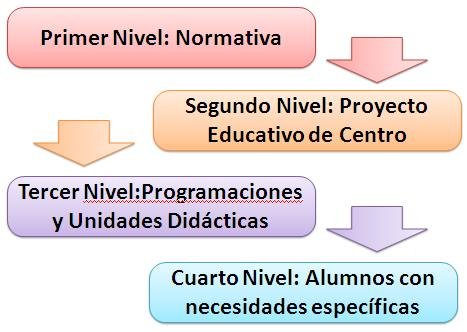 Primer Nivel: Normativa
Segundo Nivel: Proyecto
Educativo de Centro
Tercer Nivel:Programaciones
y Unidades Didácticas
Cuarto Nivel: Alumnos con
necesidades específicas